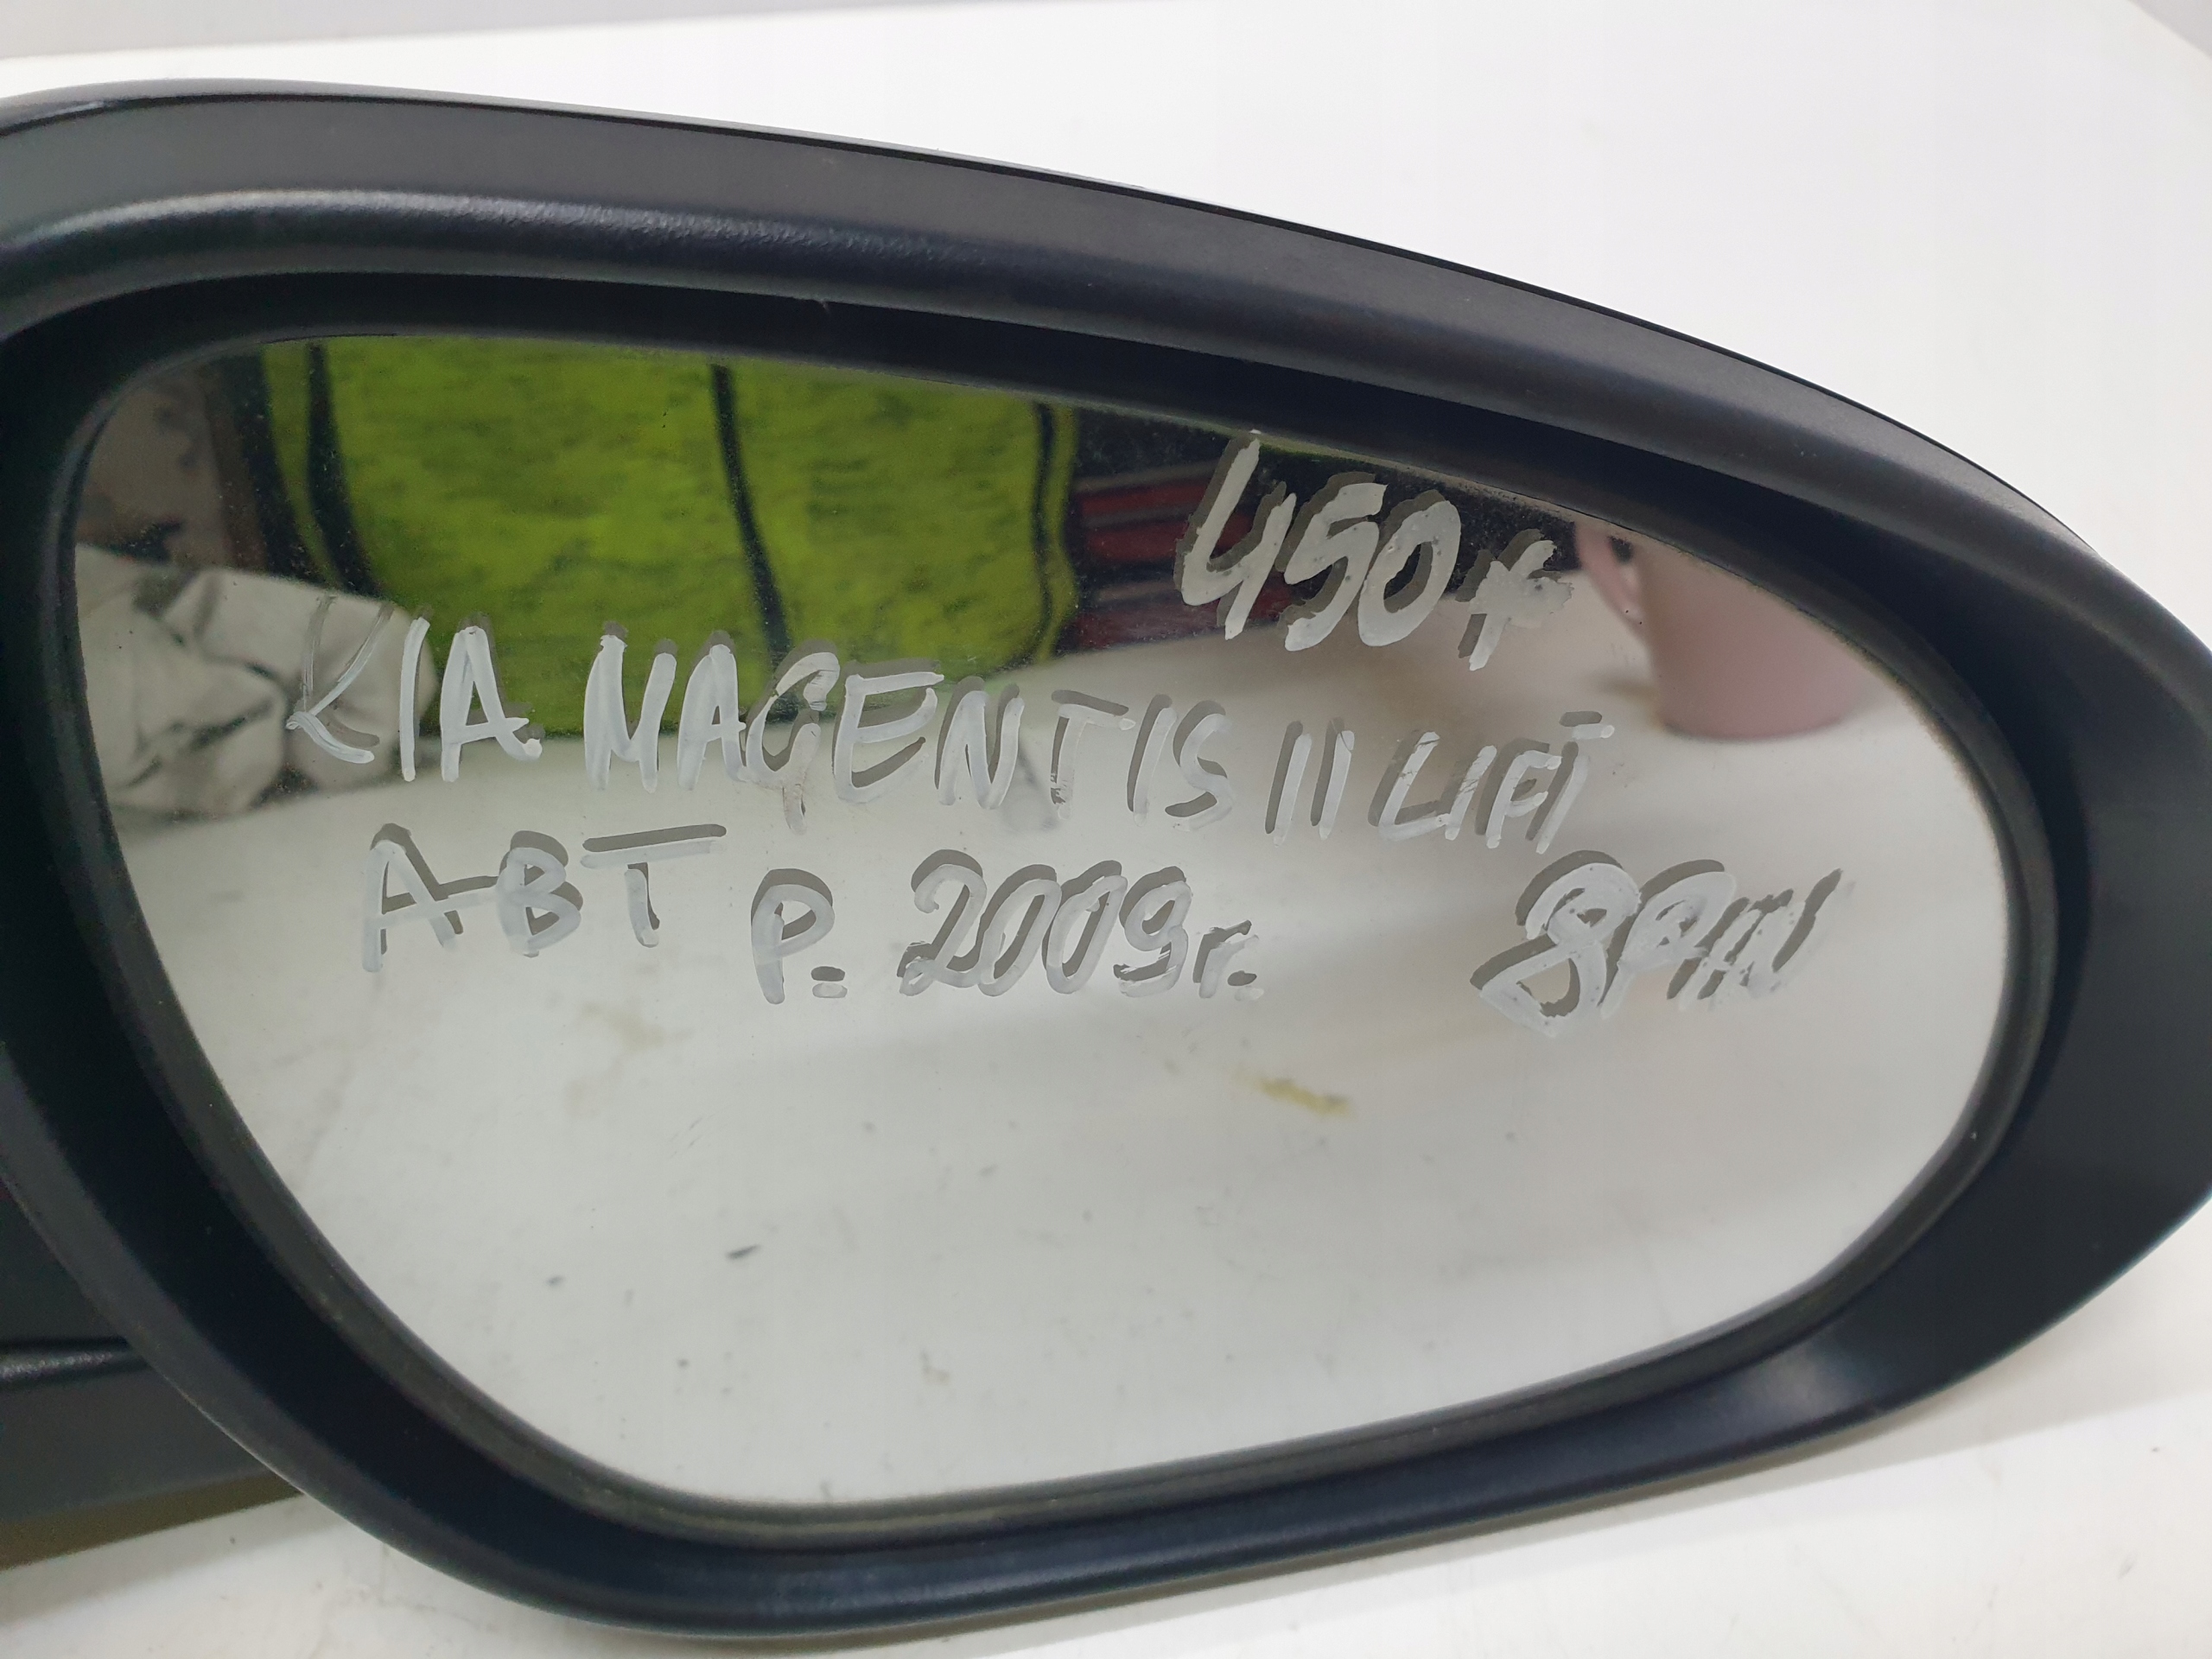 450
KIA MAGENTIS II LIFT
ABT P. 2009r.
8PIN